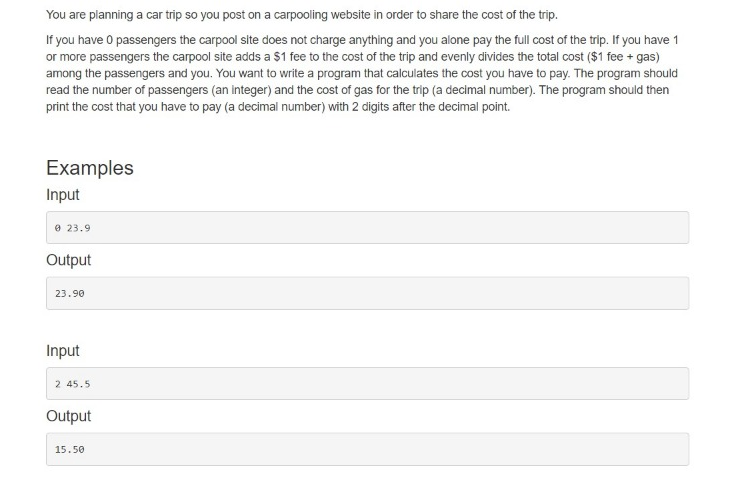 You are planning a car trip so you post on a carpooling website in order to share the cost of the trip.
If you have 0 passengers the carpool site does not charge anything and you alone pay the full cost of the trip. If you have 1
or more passengers the carpool site adds a $1 fee to the cost of the trip and evenly divides the total cost ($1 fee + gas)
among the passengers and you. You want to write a program that calculates the cost you have to pay. The program should
read the number of passengers (an integer) and the cost of gas for the trip (a decimal number). The program should then
print the cost that you have to pay (a decimal number) with 2 digits after the decimal point.
Examples
Input
0 23.9
Output
23.90
Input
2 45.5
Output
15.50